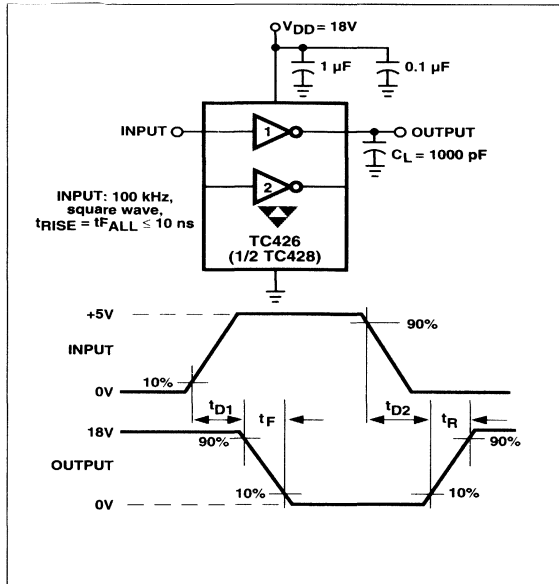 VDD = 18V
1 µF
0.1 µF
INPUT
1
OUTPUT
CL = 1000 pF
2
INPUT: 100 kHz,
square wave,
tRISE = tFALL ≤ 10 ns
TC426
(1/2 TC428)
+5V
90%
INPUT
10%
0V
tD1
tF
tD2
tR
18V
90%
90%
OUTPUT
10%
10%
0V